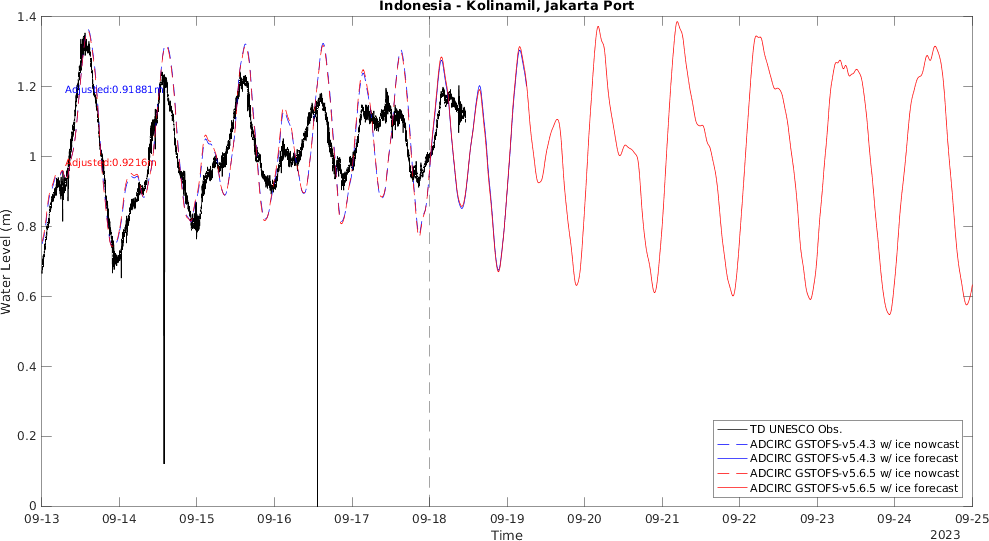 Indonesia - Kolinamil, Jakarta Port
1.4
1.2
1
0.8
0.6
0.4
0.2
0
Water Level (m)
Adjusted:0.91881m
Adjusted:0.9216m
TD UNESCO Obs.
ADCIRC GSTOFS-v5.4.3 w/ ice nowcast
ADCIRC GSTOFS-v5.4.3 w/ ice forecast
ADCIRC GSTOFS-v5.6.5 w/ ice nowcast
ADCIRC GSTOFS-v5.6.5 w/ ice forecast
09-13 09-14 09-15 09-16 09-17 09-18 09-19 09-20 09-21 09-22 09-23 09-24 09-25
Time
2023